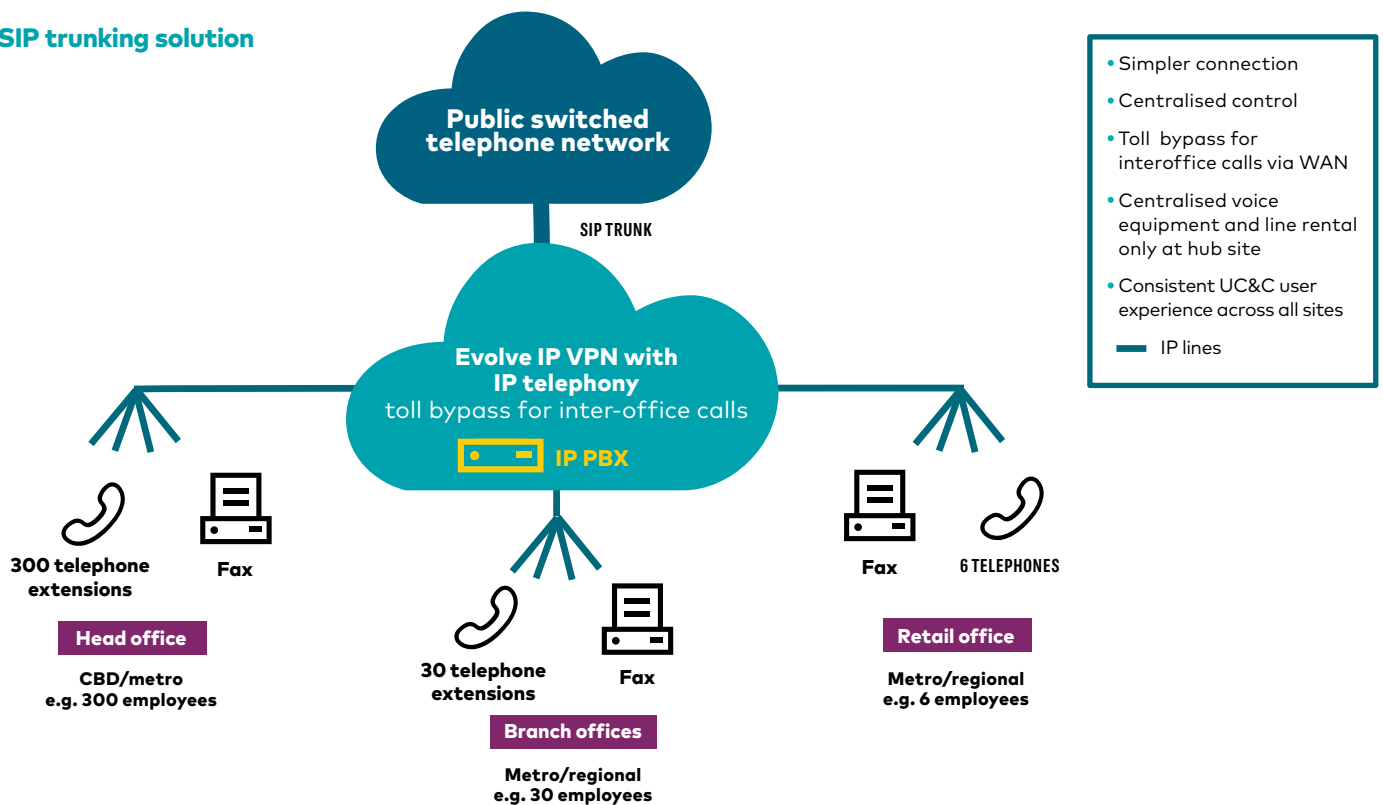 SIP trunking solution
Public switched
telephone network
SIP TRUNK
Evolve IP VPN with
IP telephony
toll bypass for inter-office calls
IP PBX
300 telephone
extensions
Fax
Head office
CBD/metro
e.g. 300 employees
30 telephone
extensions
Fax
Branch offices
Metro/regional
e.g. 30 employees
Fax
6 TELEPHONES
Retail office
Metro/regional
e.g. 6 employees
• Simpler connection
• Centralised control
• Toll bypass for
interoffice calls via WAN
• Centralised voice
equipment and line rental
only at hub site
• Consistent UC&C user
experience across all sites
IP lines